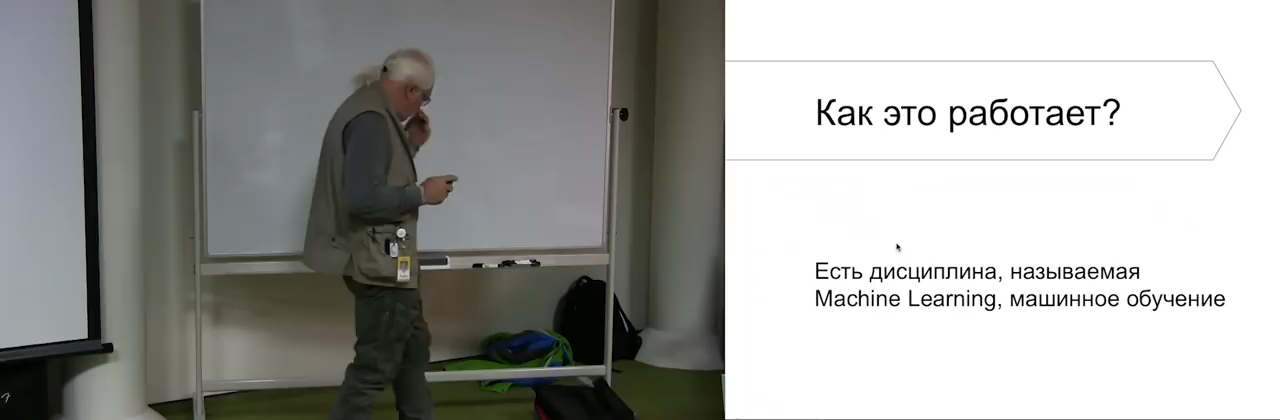 Как это работает?
Есть дисциплина, называемая
Machine Learning, машинное обучение